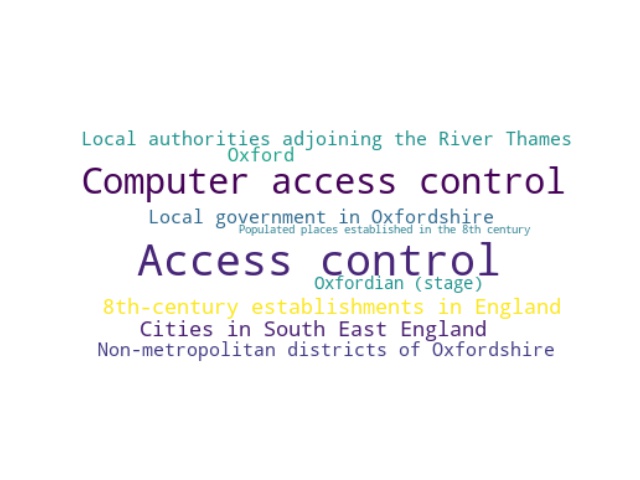 Local authorities adjoining the River Thames
Oxford
Computer access control
Local government in Oxfordshire
Populated places established in the 8th century
Access control
Oxfordian (stage)
8th-century establishments in England
Cities in South East England
Non-metropolitan districts of Oxfordshire